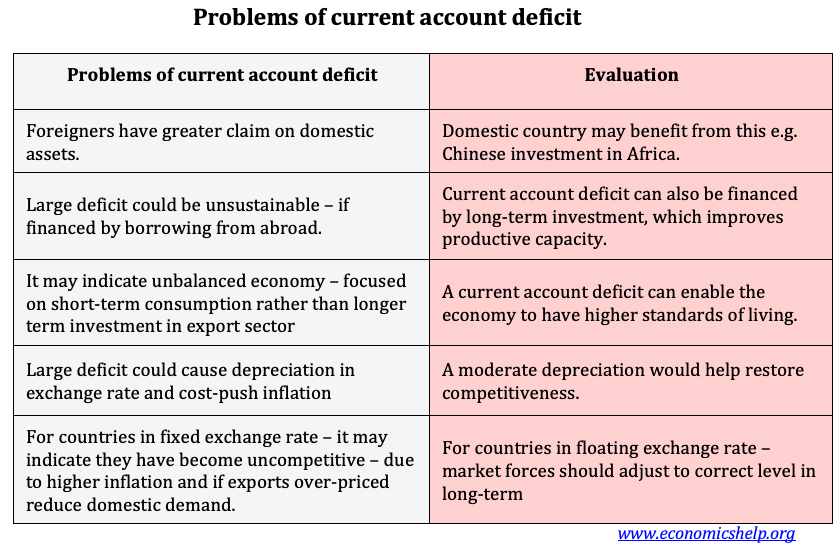 Problems of current account deficit
Problems of current account deficit
Evaluation
Foreigners have greater claim on domestic
assets.
Domestic country may benefit from this e.g.
Chinese investment in Africa.
Large deficit could be unsustainable – if
financed by borrowing from abroad.
Current account deficit can also be financed
by long-term investment, which improves
productive capacity.
It may indicate unbalanced economy – focused
on short-term consumption rather than longer
term investment in export sector
A current account deficit can enable the
economy to have higher standards of living.
Large deficit could cause depreciation in
exchange rate and cost-push inflation
A moderate depreciation would help restore
competitiveness.
For countries in fixed exchange rate – it may
indicate they have become uncompetitive – due
to higher inflation and if exports over-priced
reduce domestic demand.
For countries in floating exchange rate –
market forces should adjust to correct level in
long-term
www.economicshelp.org